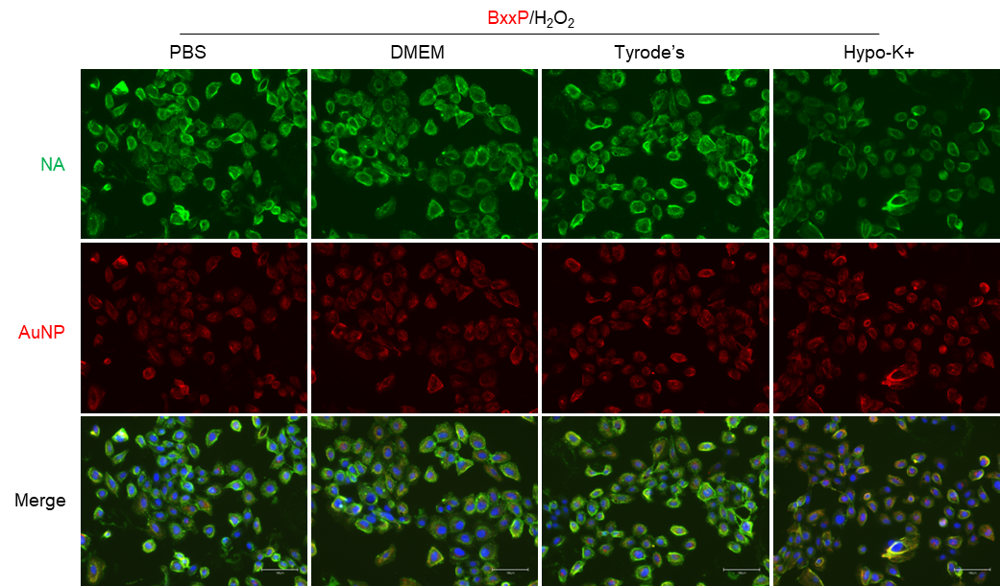 BxxP/H₂O₂
PBS DMEM Tyrode’s Hypo-K+
NA
AuNP
Merge